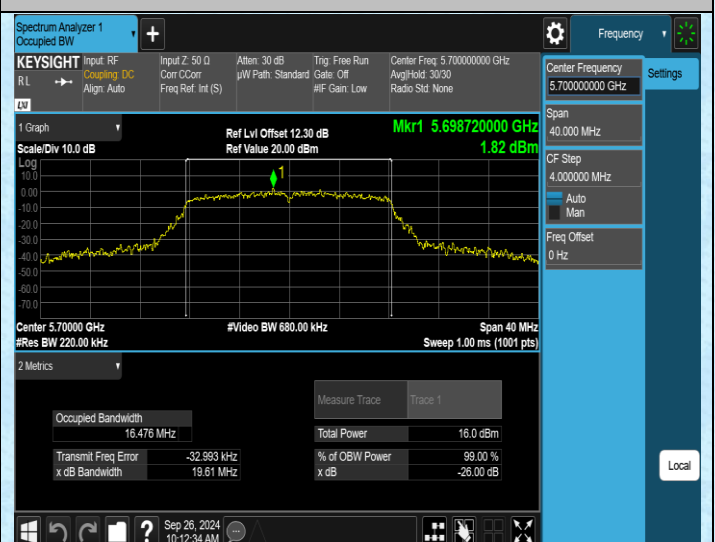 Spectrum Analyzer 1
Occupied BW
Frequency
KEYSIGHT
RL
LXI
Input: RF
Coupling: DC
Align: Auto
Input Z: 50 Ω
Corr CCorr
Freq Ref: Int (S)
Atten: 30 dB
µW Path: Standard
Trig: Free Run
Gate: Off
#IF Gain: Low
Center Freq: 5.700000000 GHz
Avg|Hold: 30/30
Radio Std: None
Center Frequency
5.700000000 GHz
Settings
Span
40.000 MHz
CF Step
4.000000 MHz
Auto
Man
Freq Offset
0 Hz
1 Graph
Scale/Div 10.0 dB
Ref Lvl Offset 12.30 dB
Ref Value 20.00 dBm
Mkr1 5.698720000 GHz
1.82 dBm
Log
10.0
0.00
-10.0
-20.0
-30.0
-40.0
-50.0
-60.0
-70.0
1
Center 5.70000 GHz
#Res BW 220.00 kHz
#Video BW 680.00 kHz
Span 40 MHz
Sweep 1.00 ms (1001 pts)
2 Metrics
Measure Trace
Trace 1
Occupied Bandwidth
16.476 MHz
Total Power
16.0 dBm
Transmit Freq Error
-32.993 kHz
% of OBW Power
99.00 %
x dB Bandwidth
19.61 MHz
x dB
-26.00 dB
Local
?
Sep 26, 2024
10:12:34 AM